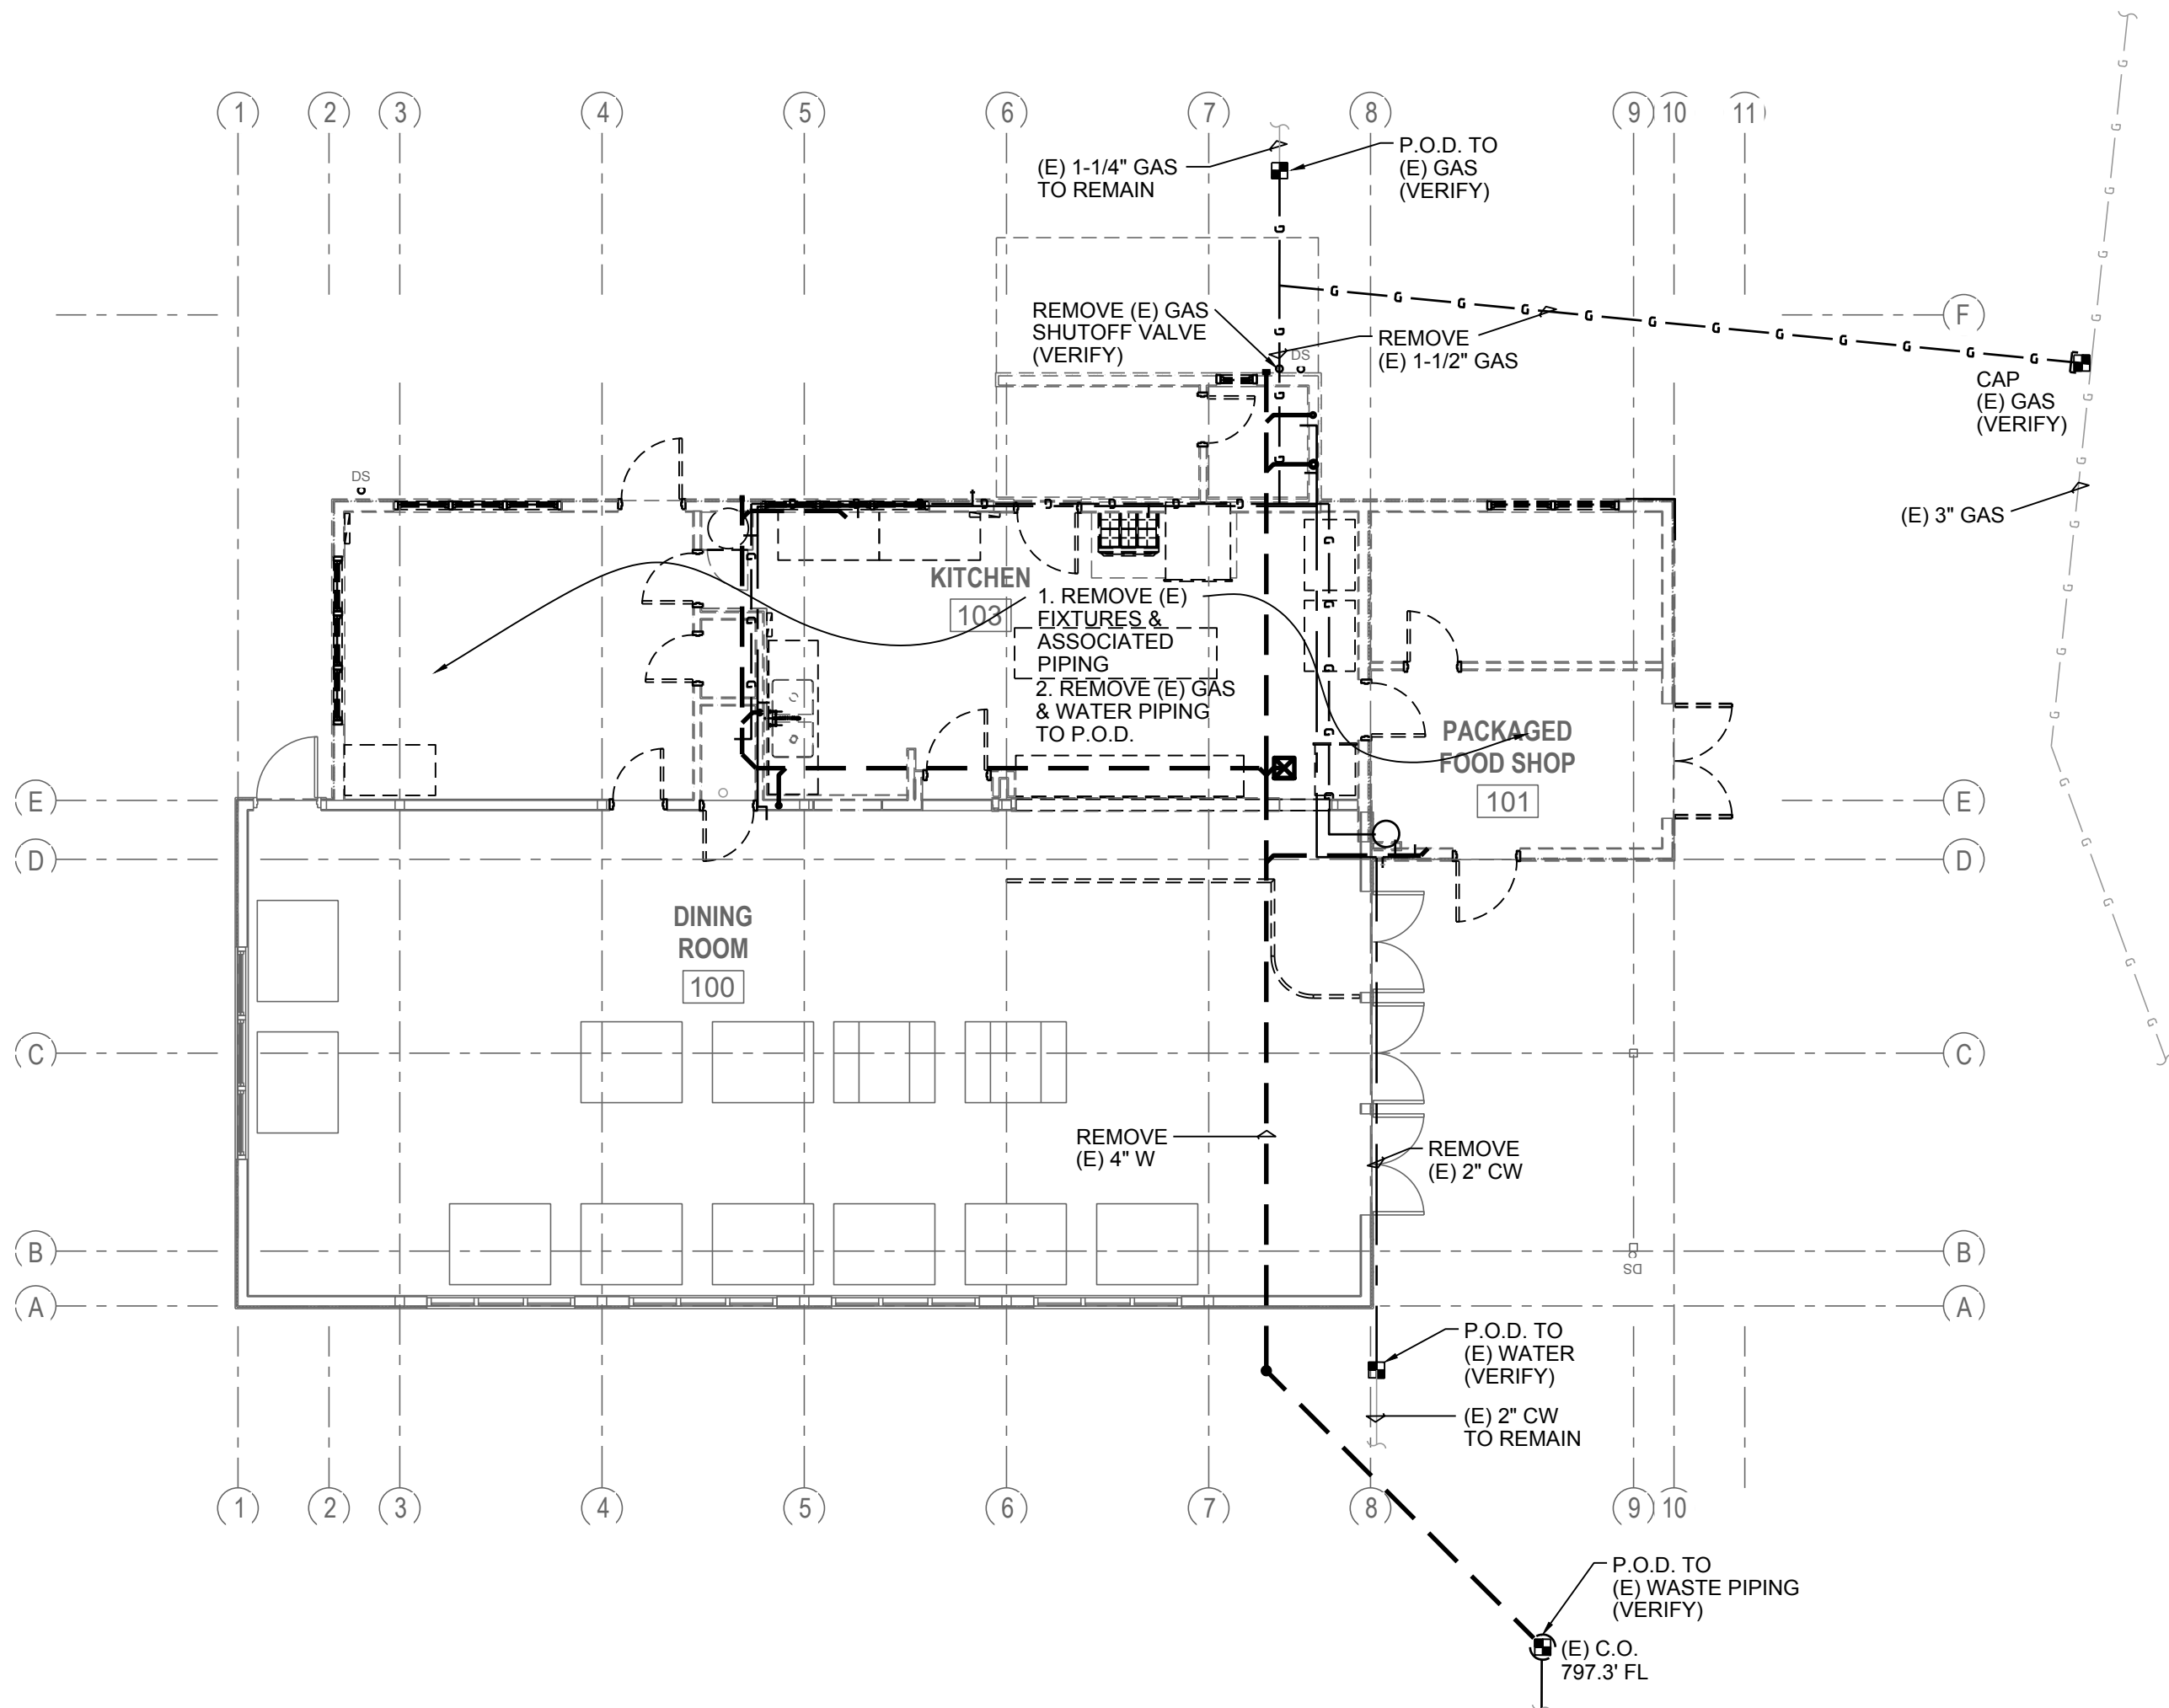 1
2
3
4
5
6
7
8
9
10
11
(E) 1-1/4" GAS
TO REMAIN
P.O.D. TO
(E) GAS
(VERIFY)
G
G
G
G
G
G
G
REMOVE (E) GAS
SHUTOFF VALVE
(VERIFY)
REMOVE
(E) 1-1/2" GAS
DS
G
G
G
G
G
G
G
G
G
G
G
G
F
CAP
(E) GAS
(VERIFY)
(E) 3" GAS
DS
KITCHEN
103
1. REMOVE (E)
FIXTURES &
ASSOCIATED
PIPING
2. REMOVE (E) GAS
& WATER PIPING
TO P.O.D.
PACKAGED
FOOD SHOP
101
E
E
D
D
DINING
ROOM
100
C
C
REMOVE
(E) 4" W
REMOVE
(E) 2" CW
B
B
DS
A
A
P.O.D. TO
(E) WATER
(VERIFY)
(E) 2" CW
TO REMAIN
1
2
3
4
5
6
7
8
9
10
P.O.D. TO
(E) WASTE PIPING
(VERIFY)
(E) C.O.
797.3' FL